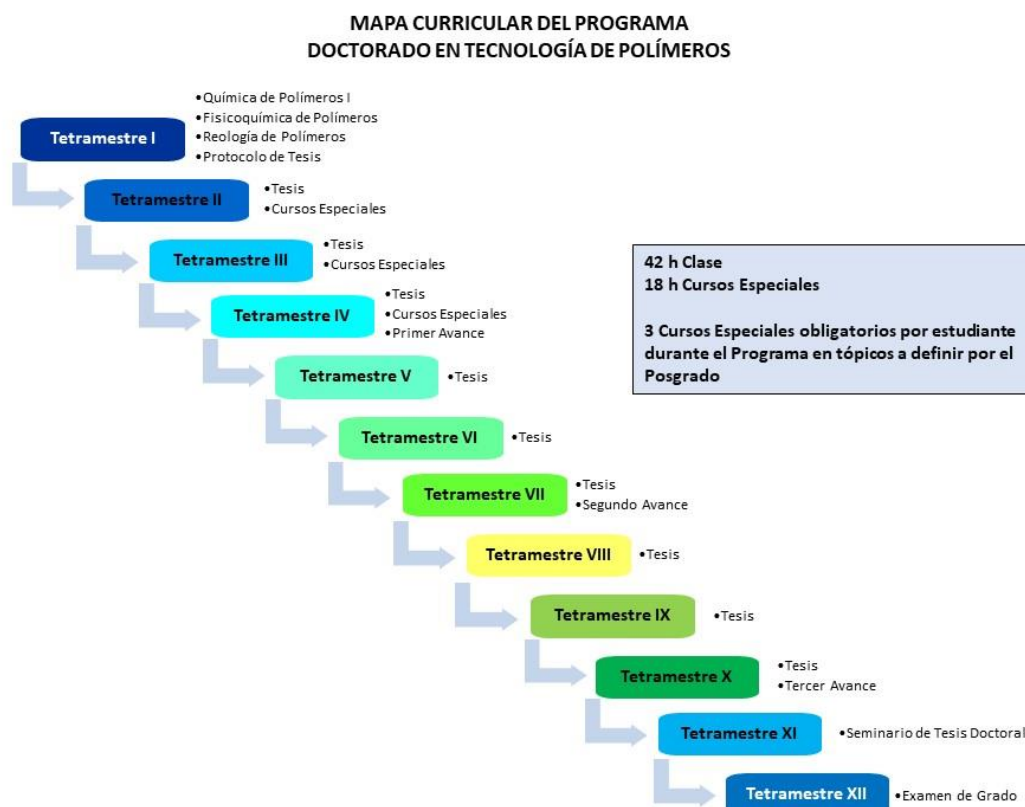 MAPA CURRICULAR DEL PROGRAMA
DOCTORADO EN TECNOLOGÍA DE POLÍMEROS
Tetramestre I
•Química de Polímeros I
•Fisicoquímica de Polímeros
•Reología de Polímeros
•Protocolo de Tesis
Tetramestre II
•Tesis
•Cursos Especiales
Tetramestre III
•Tesis
•Cursos Especiales
42 h Clase
18 h Cursos Especiales
3 Cursos Especiales obligatorios por estudiante
durante el Programa en tópicos a definir por el
Posgrado
Tetramestre IV
•Tesis
•Cursos Especiales
•Primer Avance
Tetramestre V
•Tesis
Tetramestre VI
•Tesis
Tetramestre VII
•Tesis
•Segundo Avance
Tetramestre VIII
•Tesis
Tetramestre IX
•Tesis
Tetramestre X
•Tesis
•Tercer Avance
Tetramestre XI
•Seminario de Tesis Doctoral
Tetramestre XII
•Examen de Grado